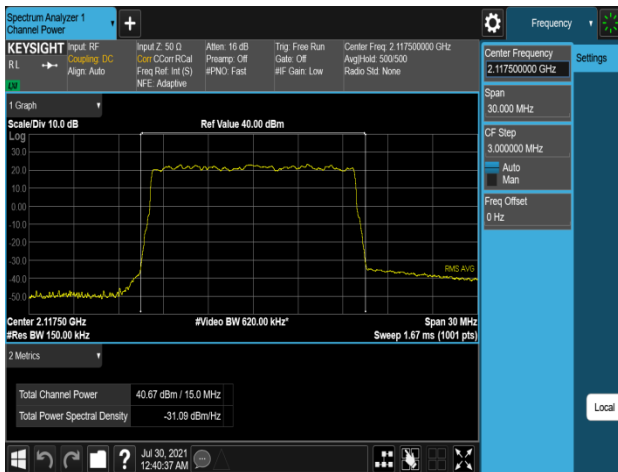 Spectrum Analyzer 1
Channel Power
+
Frequency
KEYSIGHT
RL
LXI
Input: RF
Coupling: DC
Align: Auto
Input Z: 50 Ω
Corr CCorr RCal
Freq Ref: Int (S)
NFE: Adaptive
Atten: 16 dB
Preamp: Off
#PNO: Fast
Trig: Free Run
Gate: Off
#IF Gain: Low
Center Freq: 2.117500000 GHz
Avg|Hold: 500/500
Radio Std: None
Center Frequency
2.117500000 GHz
Settings
Span
30.000 MHz
CF Step
3.000000 MHz
Auto
Man
Freq Offset
0 Hz
1 Graph
Scale/Div 10.0 dB
Ref Value 40.00 dBm
Log
30.0
20.0
10.0
0.00
-10.0
-20.0
-30.0
-40.0
-50.0
RMS AVG
Center 2.11750 GHz
#Video BW 620.00 kHz*
Span 30 MHz
#Res BW 150.00 kHz
Sweep 1.67 ms (1001 pts)
2 Metrics
Total Channel Power 40.67 dBm / 15.0 MHz
Total Power Spectral Density -31.09 dBm/Hz
Local
?
Jul 30, 2021
12:40:37 AM